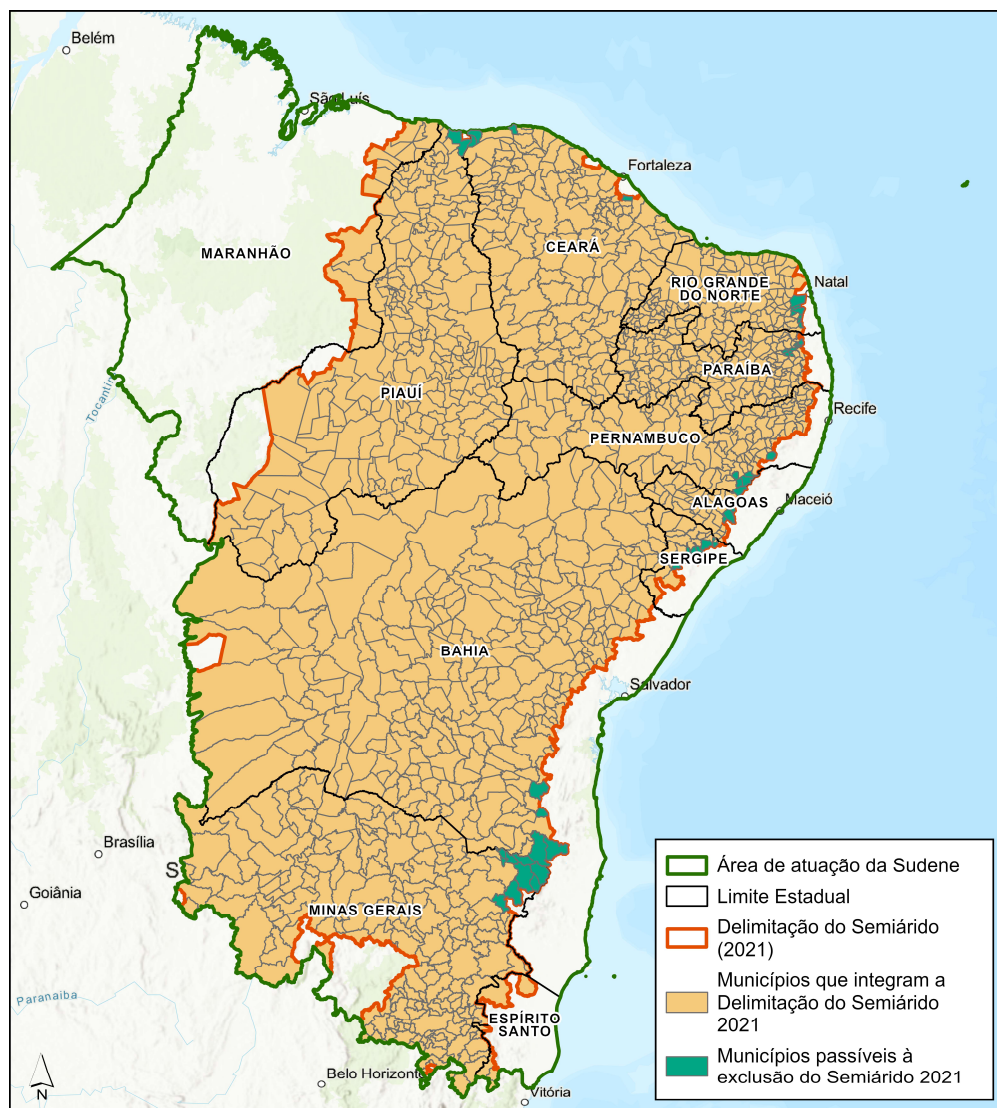 Belém
São Luís
Fortaleza
MARANHÃO
CEARÁ
RIO GRANDE
DO NORTE
Natal
PARAÍBA
PIAUÍ
Tocantins
Recife
PERNAMBUCO
ALAGOAS
Maceió
SERGIPE
BAHIA
Salvador
Brasília
S
Goiânia
MINAS GERAIS
Paranaiba
ESPÍRITO
SANTO
Belo Horizonte
Vitória
N
Área de atuação da Sudene
Limite Estadual
Delimitação do Semiárido
(2021)
Municípios que integram a
Delimitação do Semiárido
2021
Municípios passíveis à
exclusão do Semiárido 2021